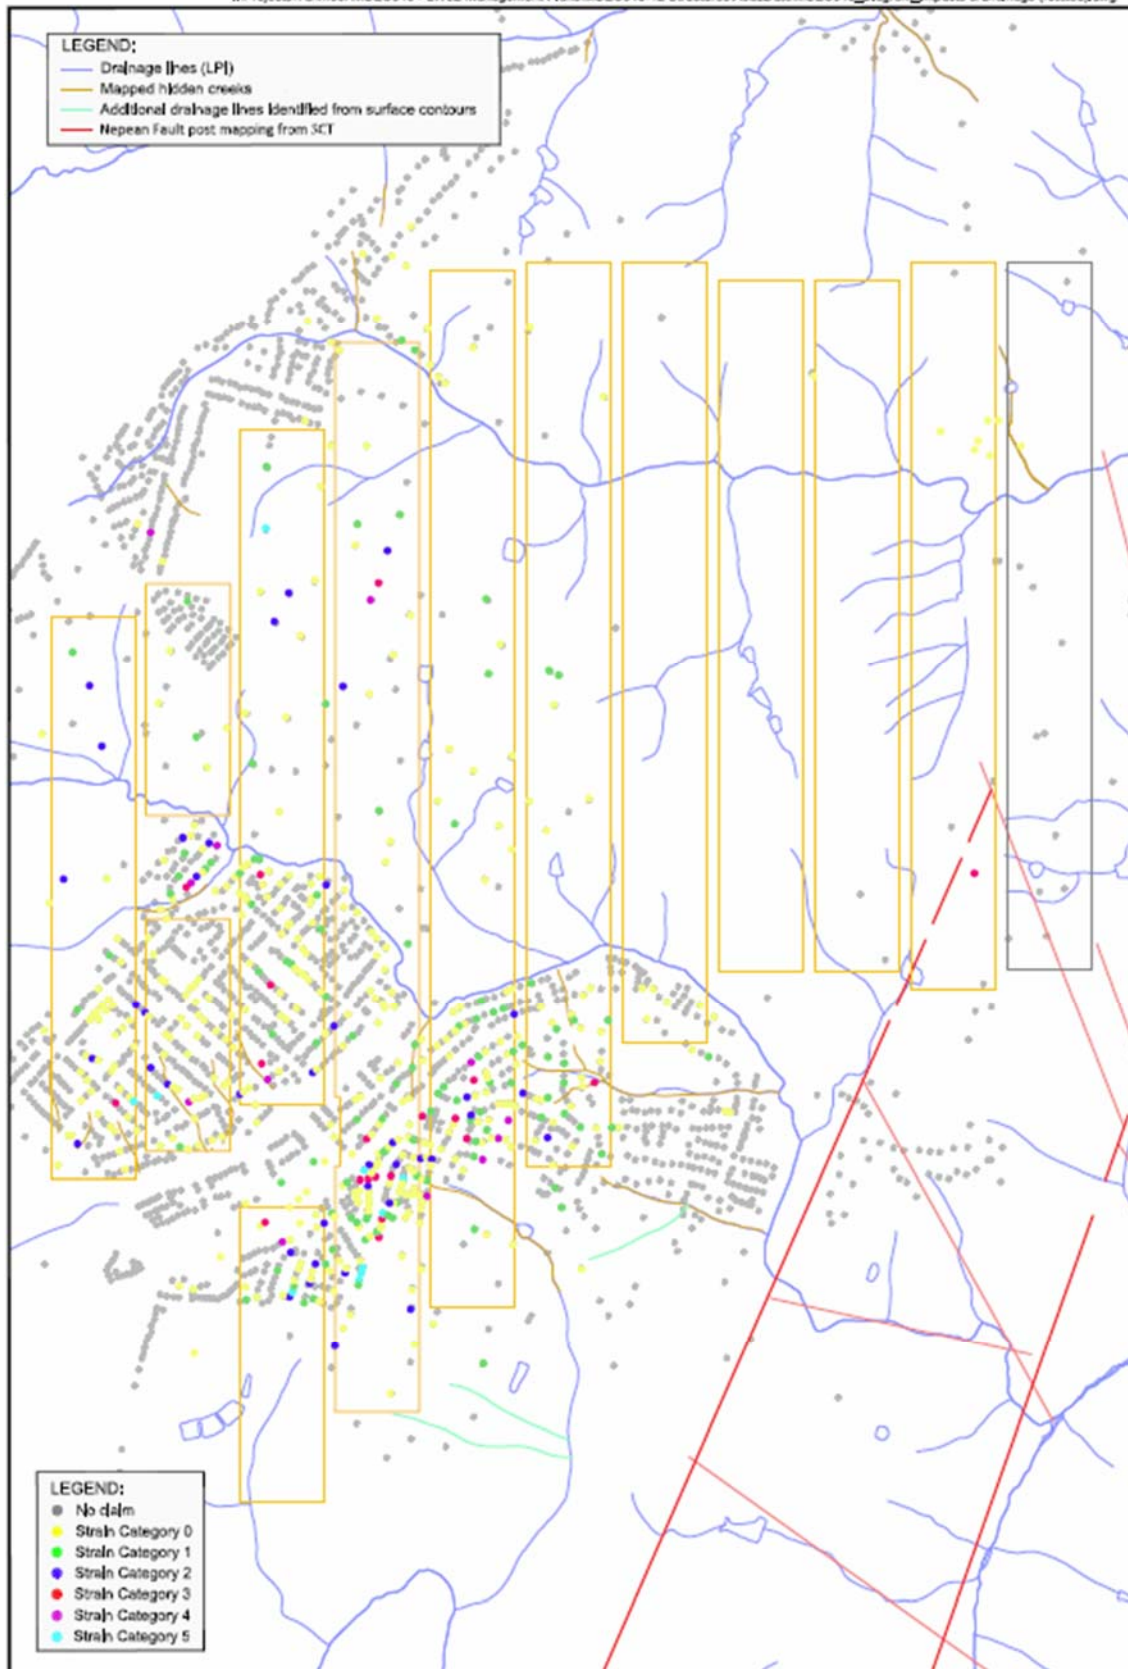 LEGEND:
Drainage lines (LPI)
Mapped hidden creeks
Additional drainage lines identified from surface contours
Nepean Fault post mapping from SCT
LEGEND:
No claim
Strain Category 0
Strain Category 1
Strain Category 2
Strain Category 3
Strain Category 4
Strain Category 5